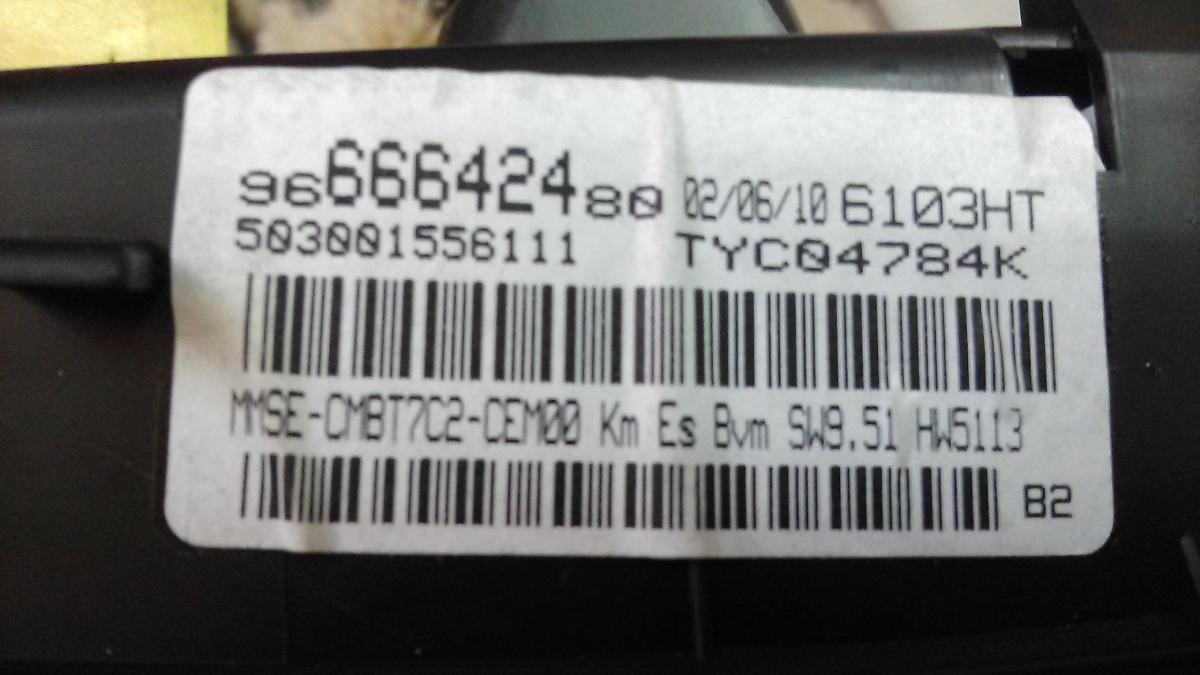 9666642480 02/06/10 6103HT
503001556111 TYC04784K
MMSE-CMBT7C2-CEM00 Km Es Bvm SW9.51 HW5113
B2